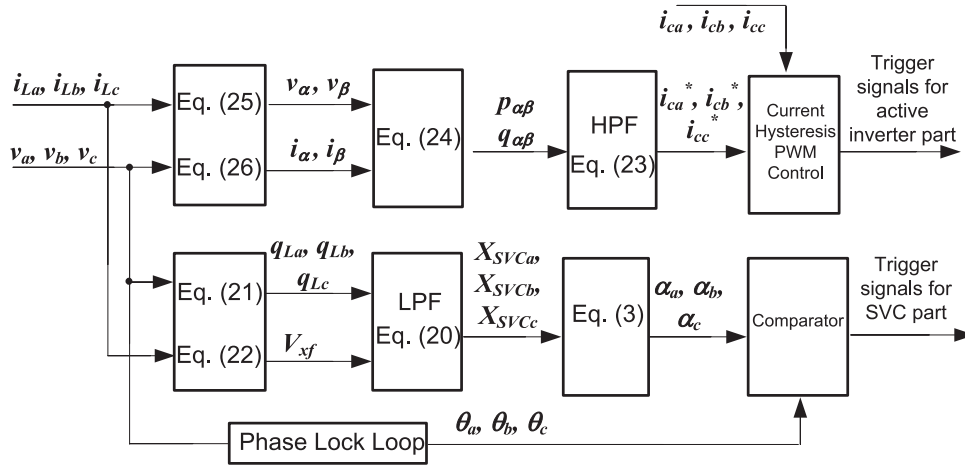 i_ca, i_cb, i_cc
i_La, i_Lb, i_Lc
Eq. (25)
v_α, v_β
Eq. (24)
p_αβ
q_αβ
HPF
Eq. (23)
i_ca*, i_cb*,
i_cc*
Current
Hysteresis
PWM
Control
Trigger
signals for
active
inverter part
v_a, v_b, v_c
Eq. (26)
i_α, i_β
q_La, q_Lb,
q_Lc
Eq. (21)
Eq. (22)
V_xf
LPF
Eq. (20)
X_SVCa,
X_SVCb,
X_SVCc
Eq. (3)
α_a, α_b,
α_c
Comparator
Trigger
signals for
SVC part
Phase Lock Loop
θ_a, θ_b, θ_c